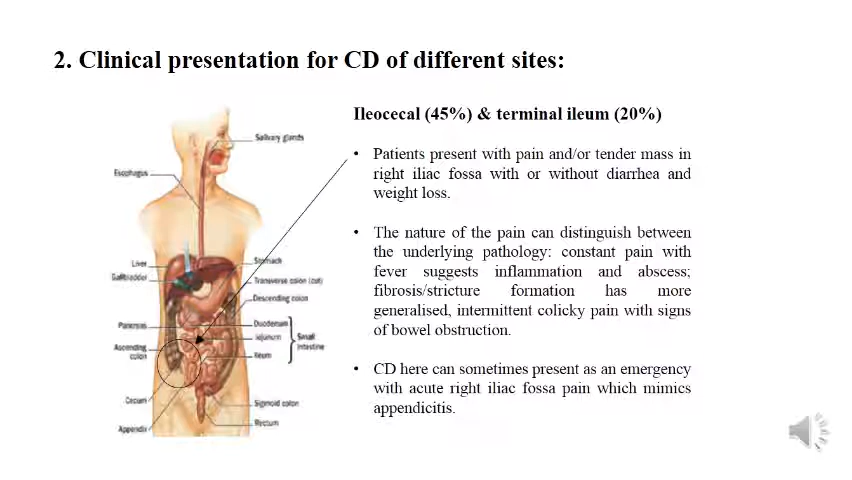 2. Clinical presentation for CD of different sites:
Ileocecal (45%) & terminal ileum (20%)
• Patients present with pain and/or tender mass in
right iliac fossa with or without diarrhea and
weight loss.
• The nature of the pain can distinguish between
the underlying pathology: constant pain with
fever suggests inflammation and abscess;
fibrosis/stricture formation has more
generalised, intermittent colicky pain with signs
of bowel obstruction.
• CD here can sometimes present as an emergency
with acute right iliac fossa pain which mimics
appendicitis.
Salivary glands
Esophagus
Liver
Gallbladder
Stomach
Transverse colon (cut)
Descending colon
Pancreas
Ascending
colon
Duodenum
Jejunum
Ileum
Small
intestine
Cecum
Appendix
Sigmoid colon
Rectum